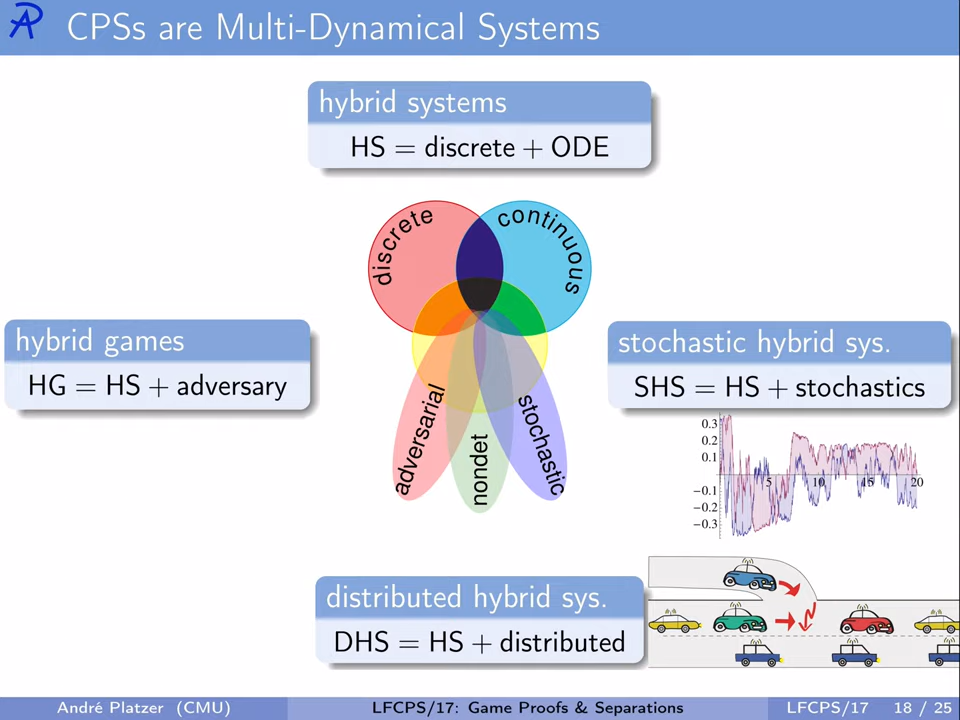 CPSs are Multi-Dynamical Systems
hybrid systems
HS = discrete + ODE
discrete
continuous
adversarial
nondet
stochastic
hybrid games
HG = HS + adversary
stochastic hybrid sys.
SHS = HS + stochastics
0.3
0.2
0.1
5 10 15 20
−0.1
−0.2
−0.3
distributed hybrid sys.
DHS = HS + distributed
André Platzer (CMU) LFCPS/17: Game Proofs & Separations LFCPS/17 18 / 25